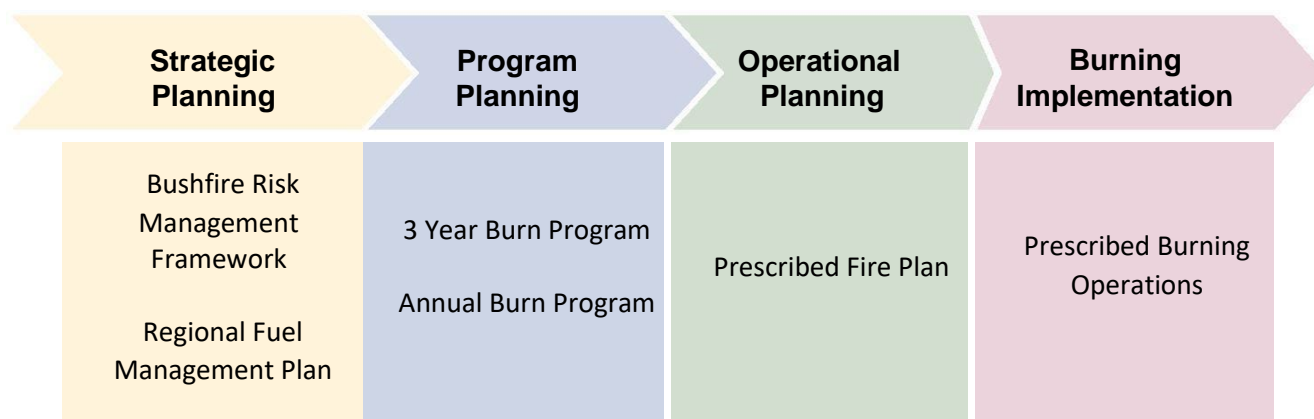 Strategic
Planning
Program
Planning
Operational
Planning
Burning
Implementation
Bushfire Risk
Management
Framework
Regional Fuel
Management Plan
3 Year Burn Program
Annual Burn Program
Prescribed Fire Plan
Prescribed Burning
Operations